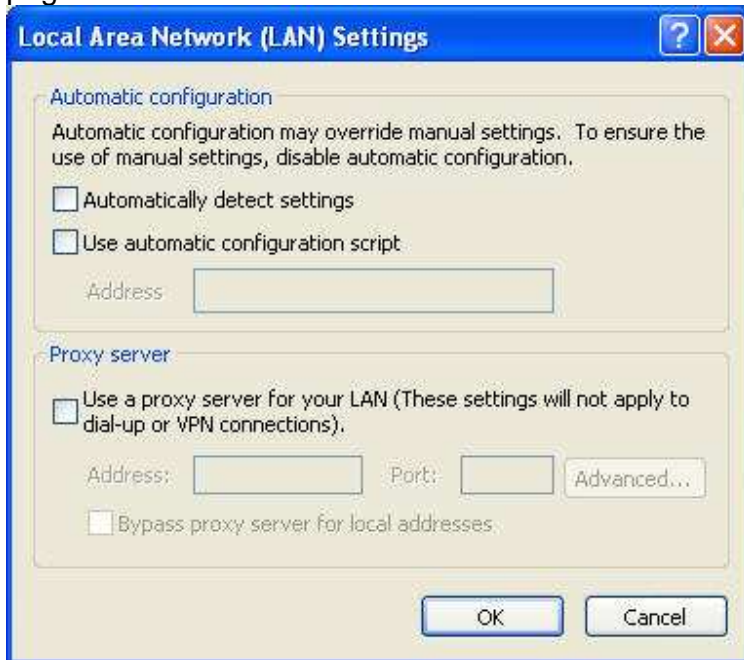 Local Area Network (LAN) Settings
Automatic configuration
Automatic configuration may override manual settings. To ensure the
use of manual settings, disable automatic configuration.
Automatically detect settings
Use automatic configuration script
Address
Proxy server
Use a proxy server for your LAN (These settings will not apply to
dial-up or VPN connections).
Address: Port: Advanced...
Bypass proxy server for local addresses
OK Cancel